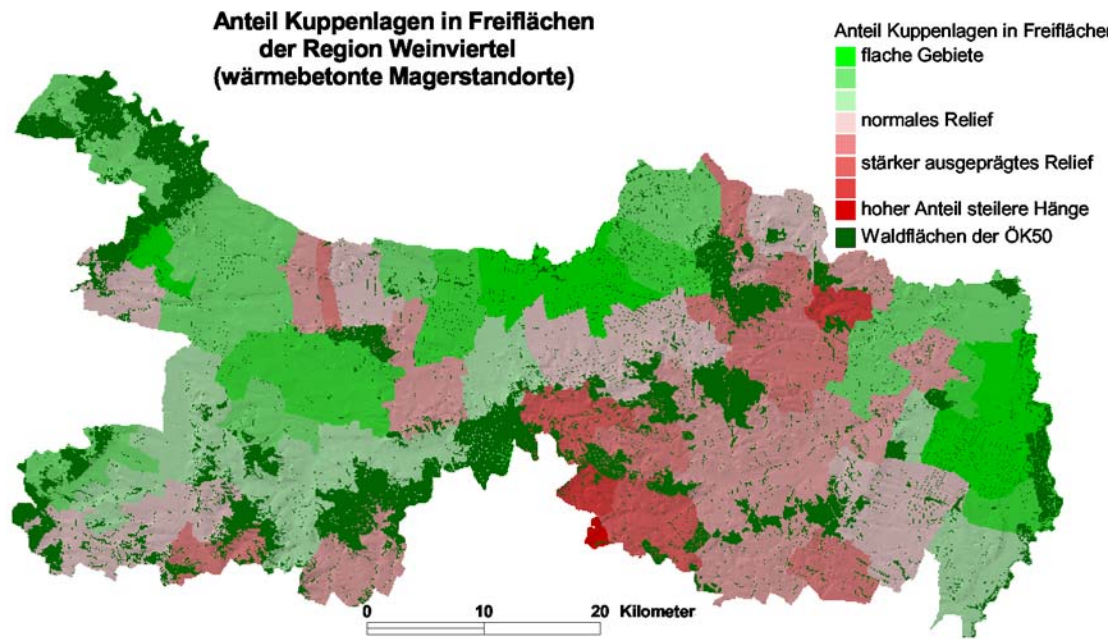 Anteil Kuppenlagen in Freiflächen
der Region Weinviertel
(wärmebetonte Magerstandorte)
Anteil Kuppenlagen in Freiflächen
flache Gebiete
normales Relief
stärker ausgeprägtes Relief
hoher Anteil steilere Hänge
Waldflächen der ÖK50
0 10 20 Kilometer